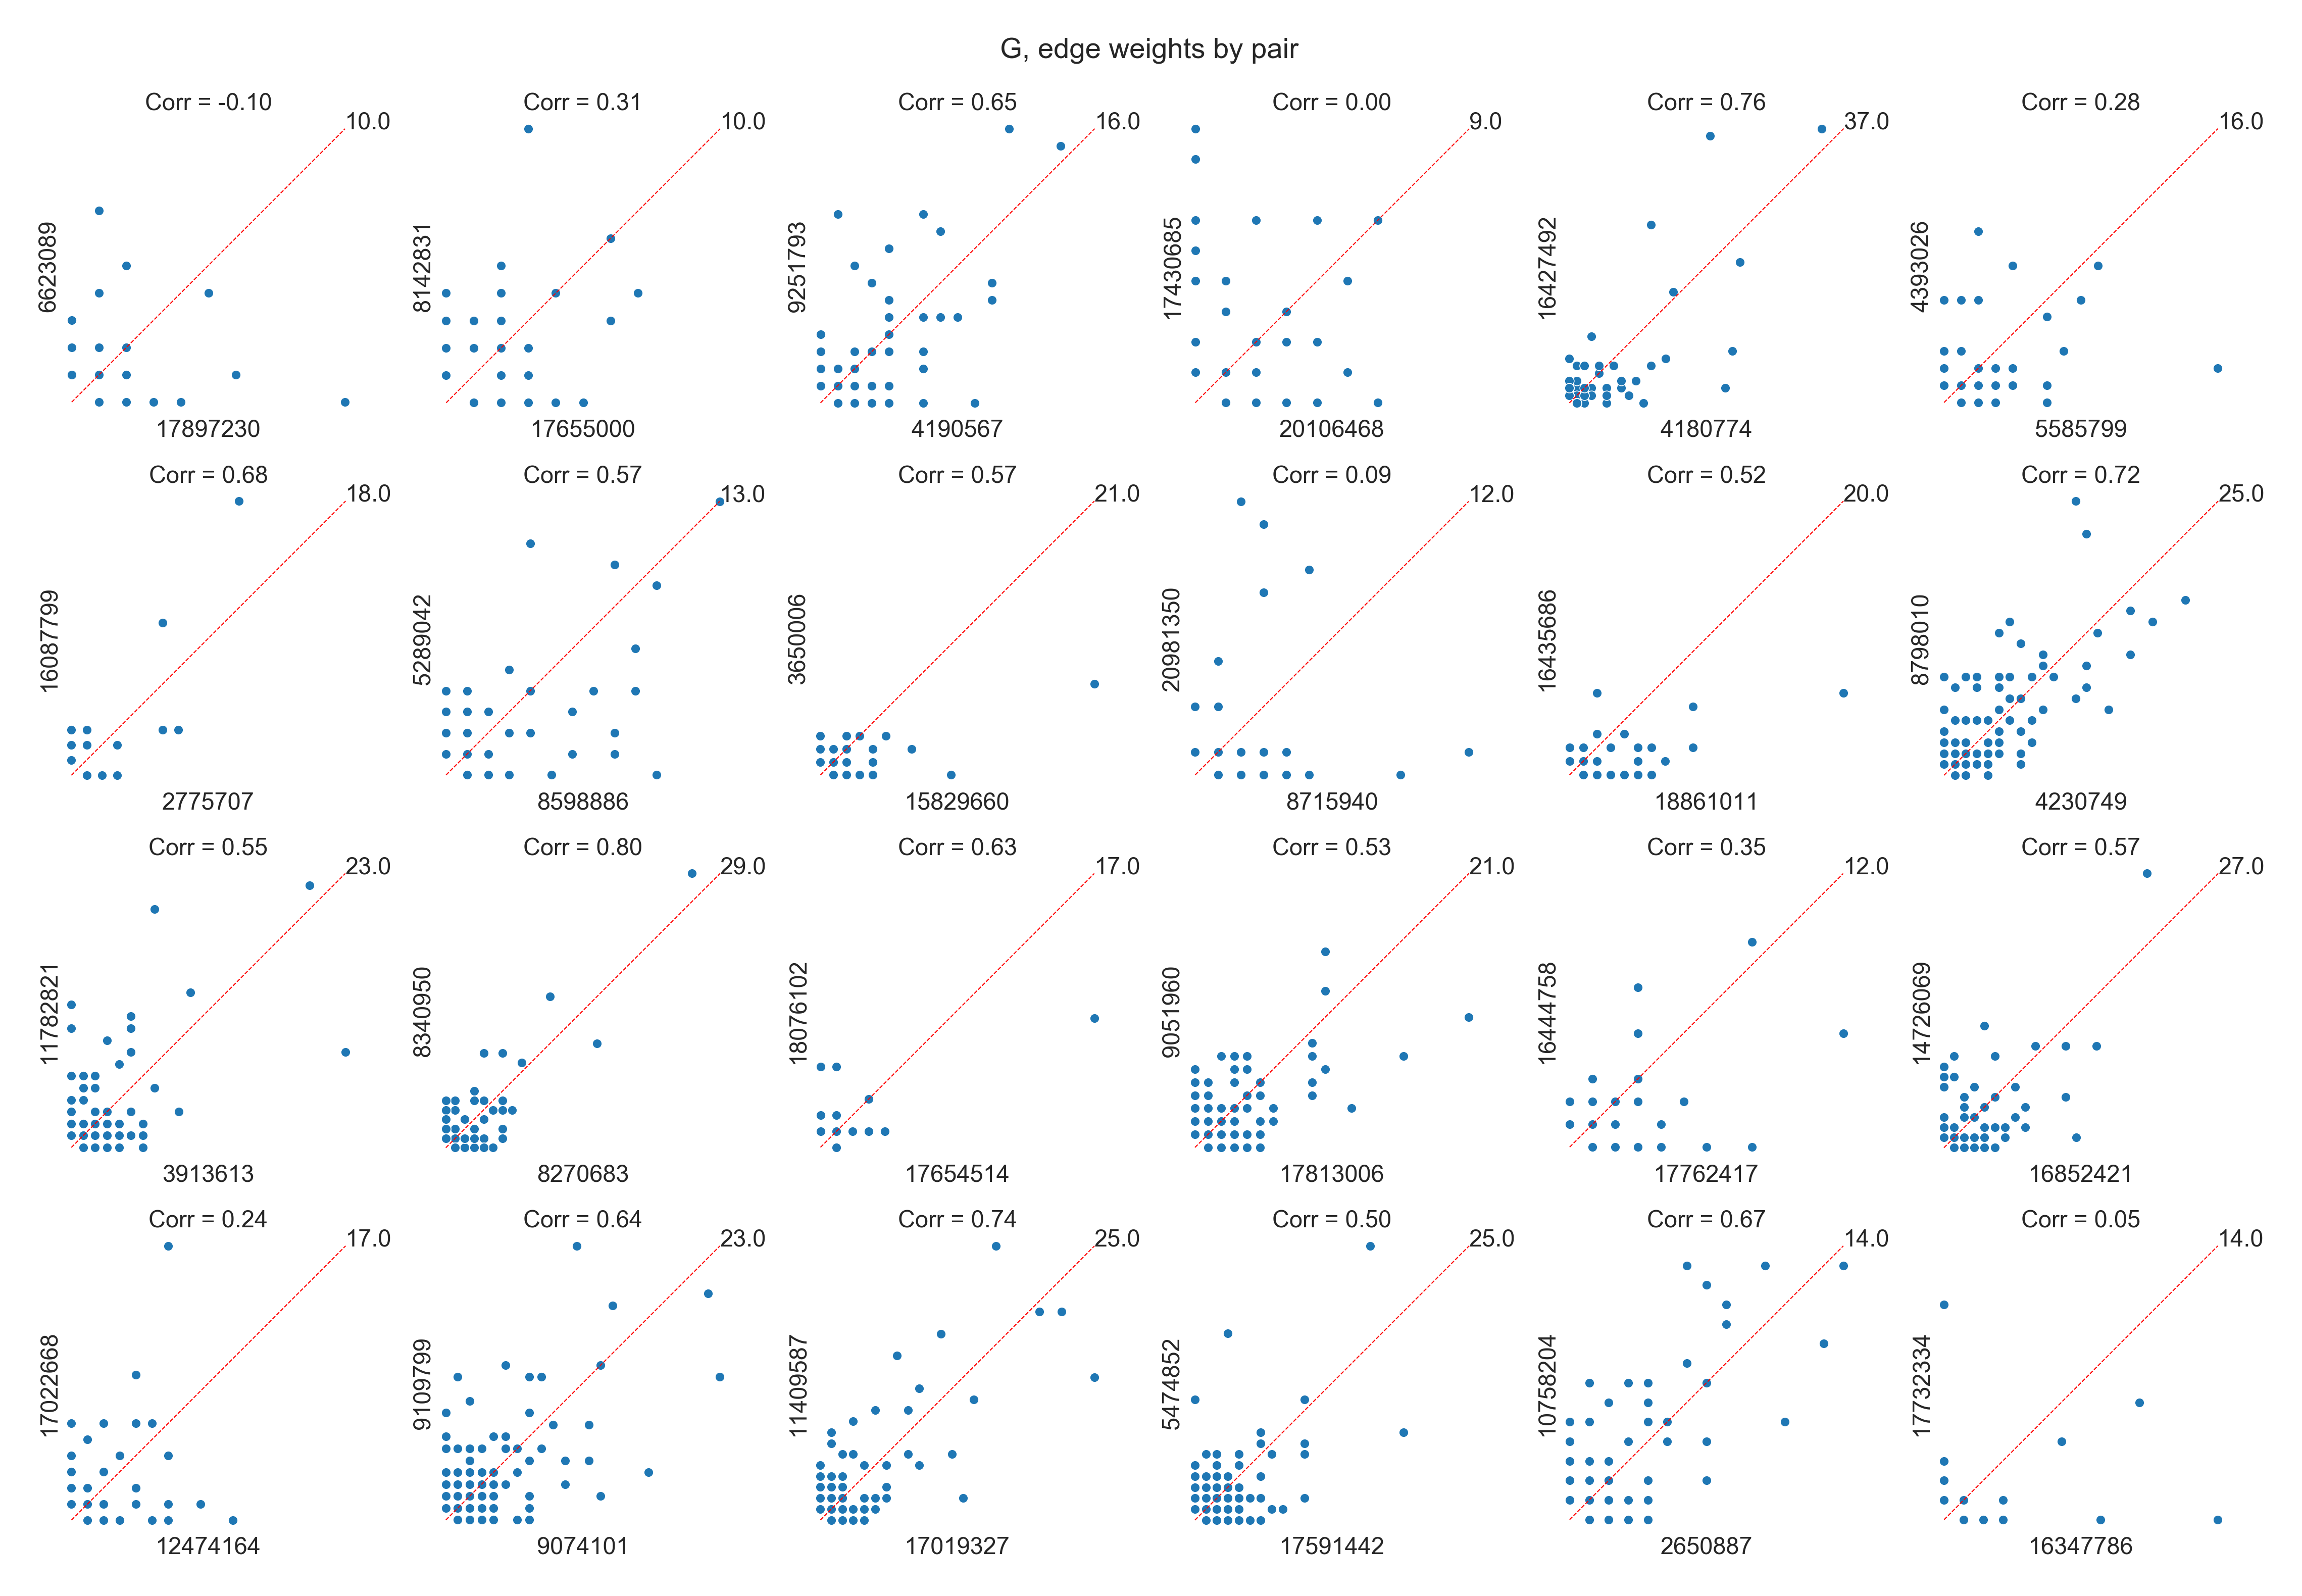 G, edge weights by pair
Corr = -0.10
10.0
6623089
17897230
Corr = 0.31
10.0
8142831
17655000
Corr = 0.65
16.0
9251793
4190567
Corr = 0.00
9.0
17430685
20106468
Corr = 0.76
37.0
16427492
4180774
Corr = 0.28
16.0
4393026
5585799
Corr = 0.68
18.0
16087799
2775707
Corr = 0.57
13.0
5289042
8598886
Corr = 0.57
21.0
3650006
15829660
Corr = 0.09
12.0
20981350
8715940
Corr = 0.52
20.0
16435686
18861011
Corr = 0.72
25.0
8798010
4230749
Corr = 0.55
23.0
11782821
3913613
Corr = 0.80
29.0
8340950
8270683
Corr = 0.63
17.0
18076102
17654514
Corr = 0.53
21.0
9051960
17813006
Corr = 0.35
12.0
16444758
17762417
Corr = 0.57
27.0
14726069
16852421
Corr = 0.24
17.0
17022668
12474164
Corr = 0.64
23.0
9109799
9074101
Corr = 0.74
25.0
11409587
17019327
Corr = 0.50
25.0
5474852
17591442
Corr = 0.67
14.0
10758204
2650887
Corr = 0.05
14.0
17732334
16347786